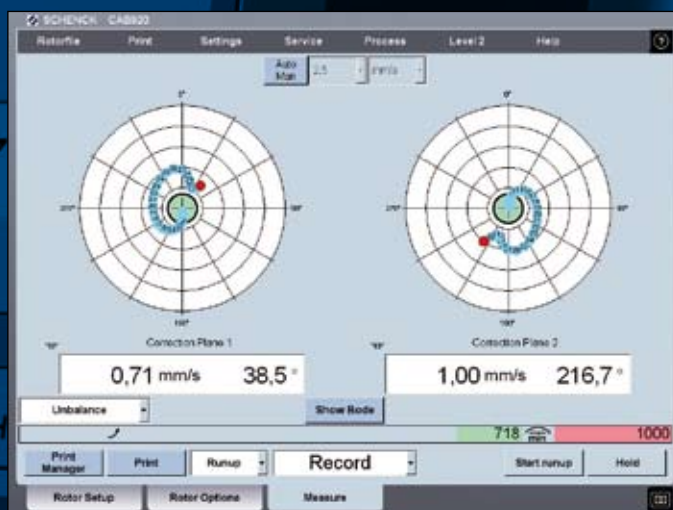 SCHENCK CAB920
Rotorfile Print Settings Service Process Level 2 Help ?
Auto
Man 2.5 mm/s
0° 0°
270° 90° 270° 90°
180° 180°
Correction Plane 1 Correction Plane 2
0,71 mm/s 38,5 ° 1,00 mm/s 216,7 °
Unbalance Show Rode
718 1000
min
Print
Manager Print Runup Record Start runup Hold
Rotor Setup Rotor Options Measure